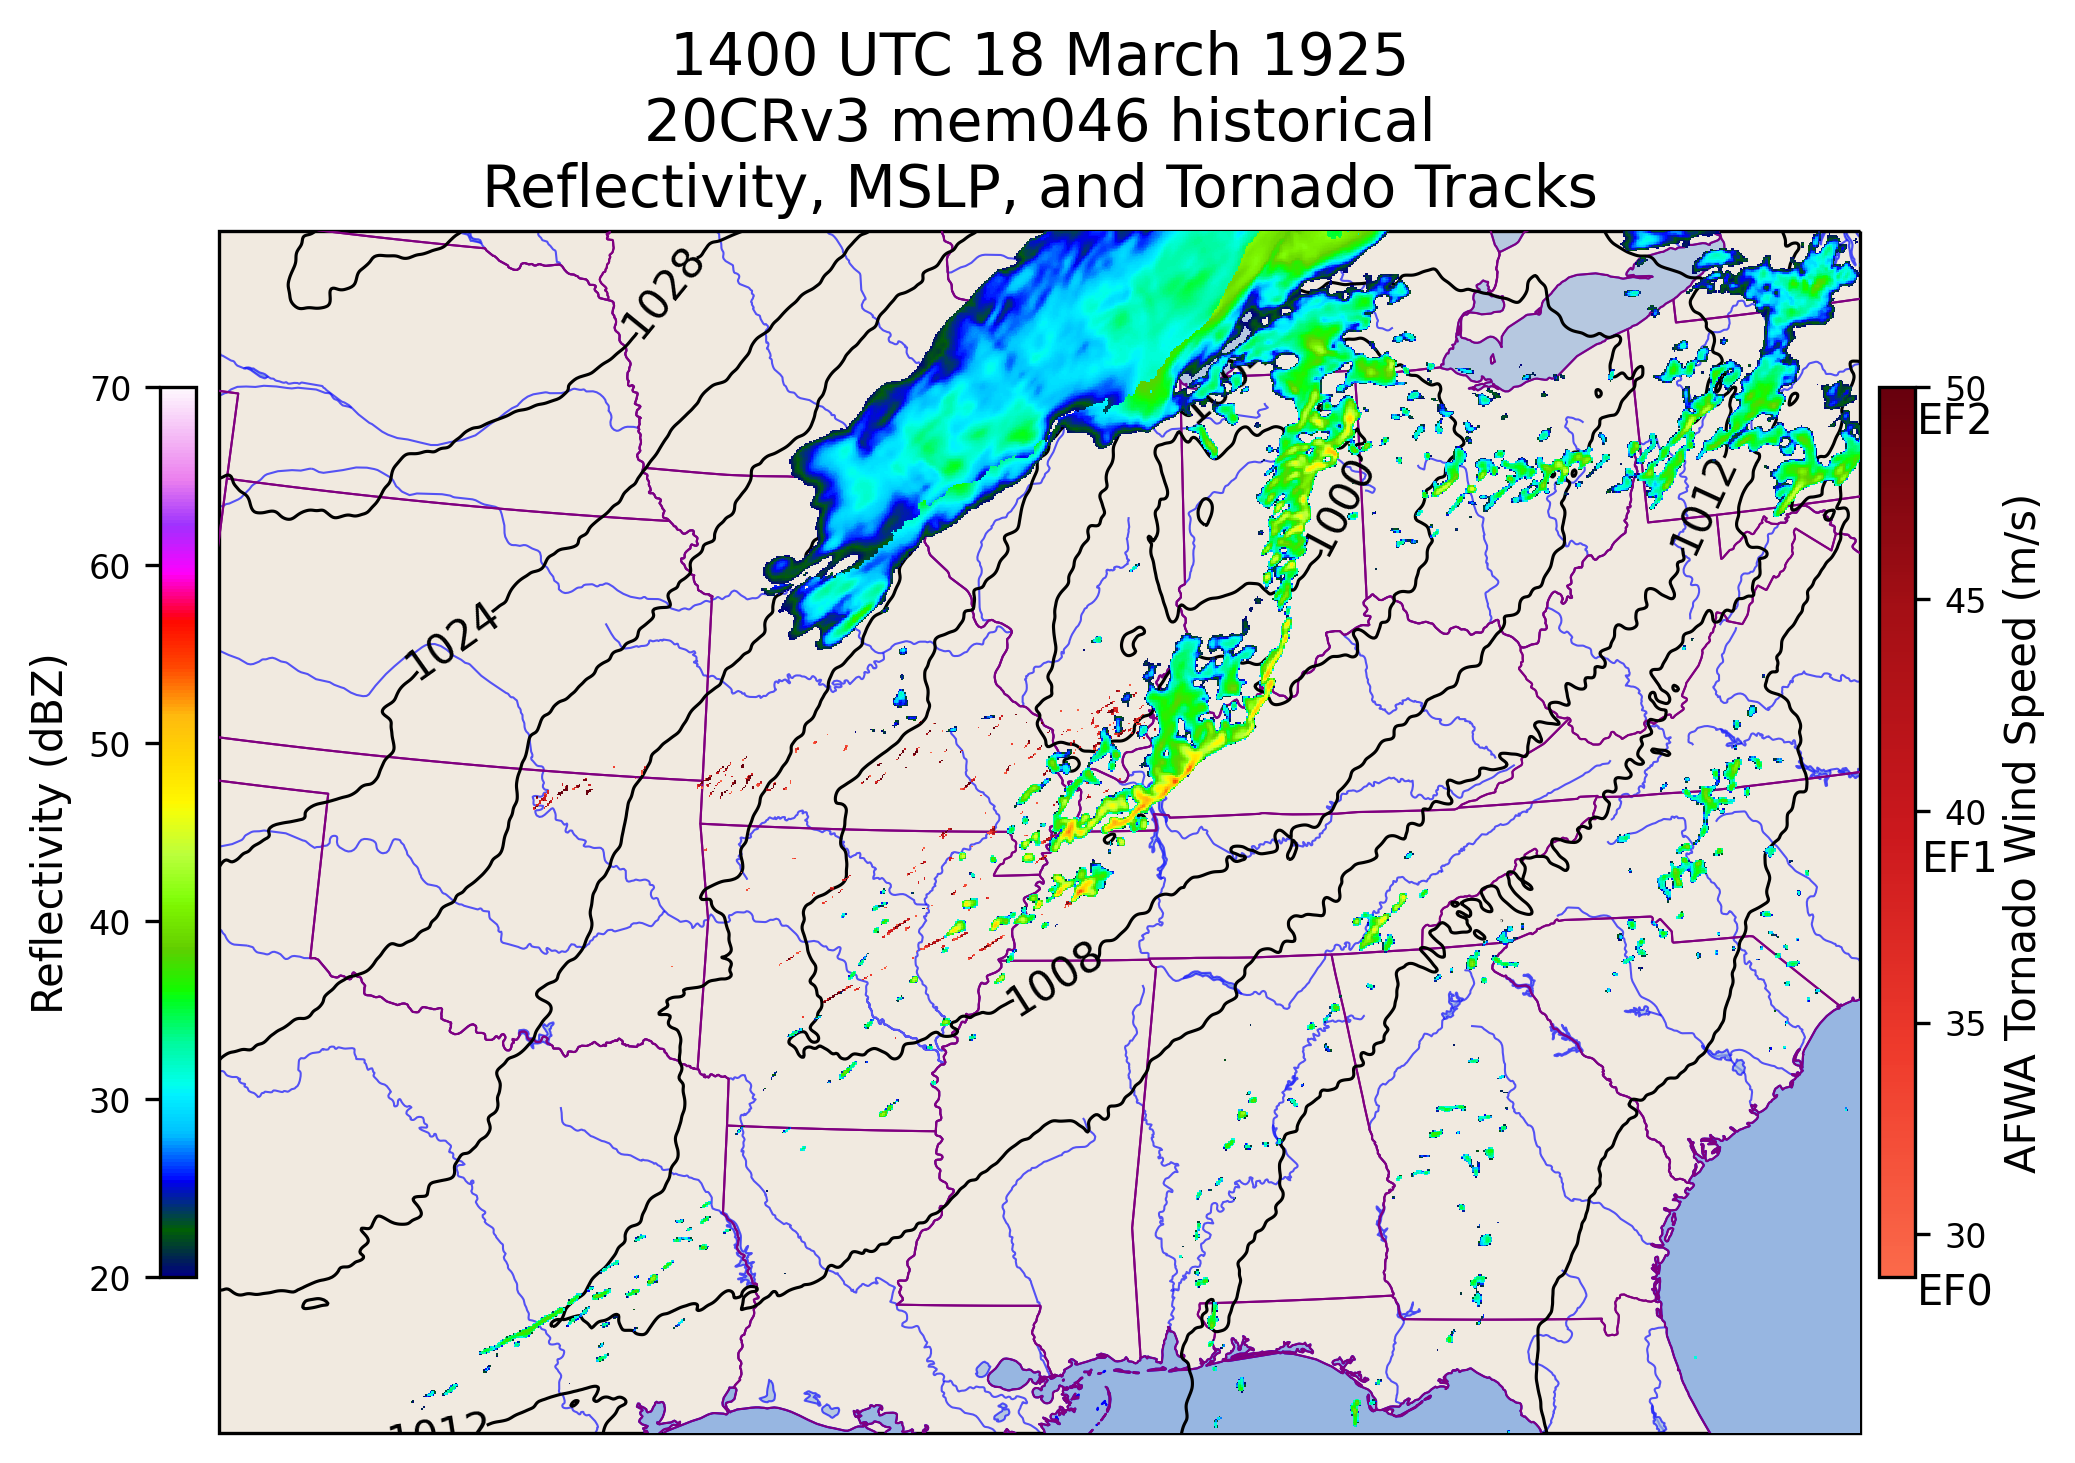 1400 UTC 18 March 1925
20CRv3 mem046 historical
Reflectivity, MSLP, and Tornado Tracks
Reflectivity (dBZ)
70
60
50
40
30
20
1028
1024
1000
1012
1008
1012
50
EF2
45
40
EF1
35
30
EF0
AFWA Tornado Wind Speed (m/s)